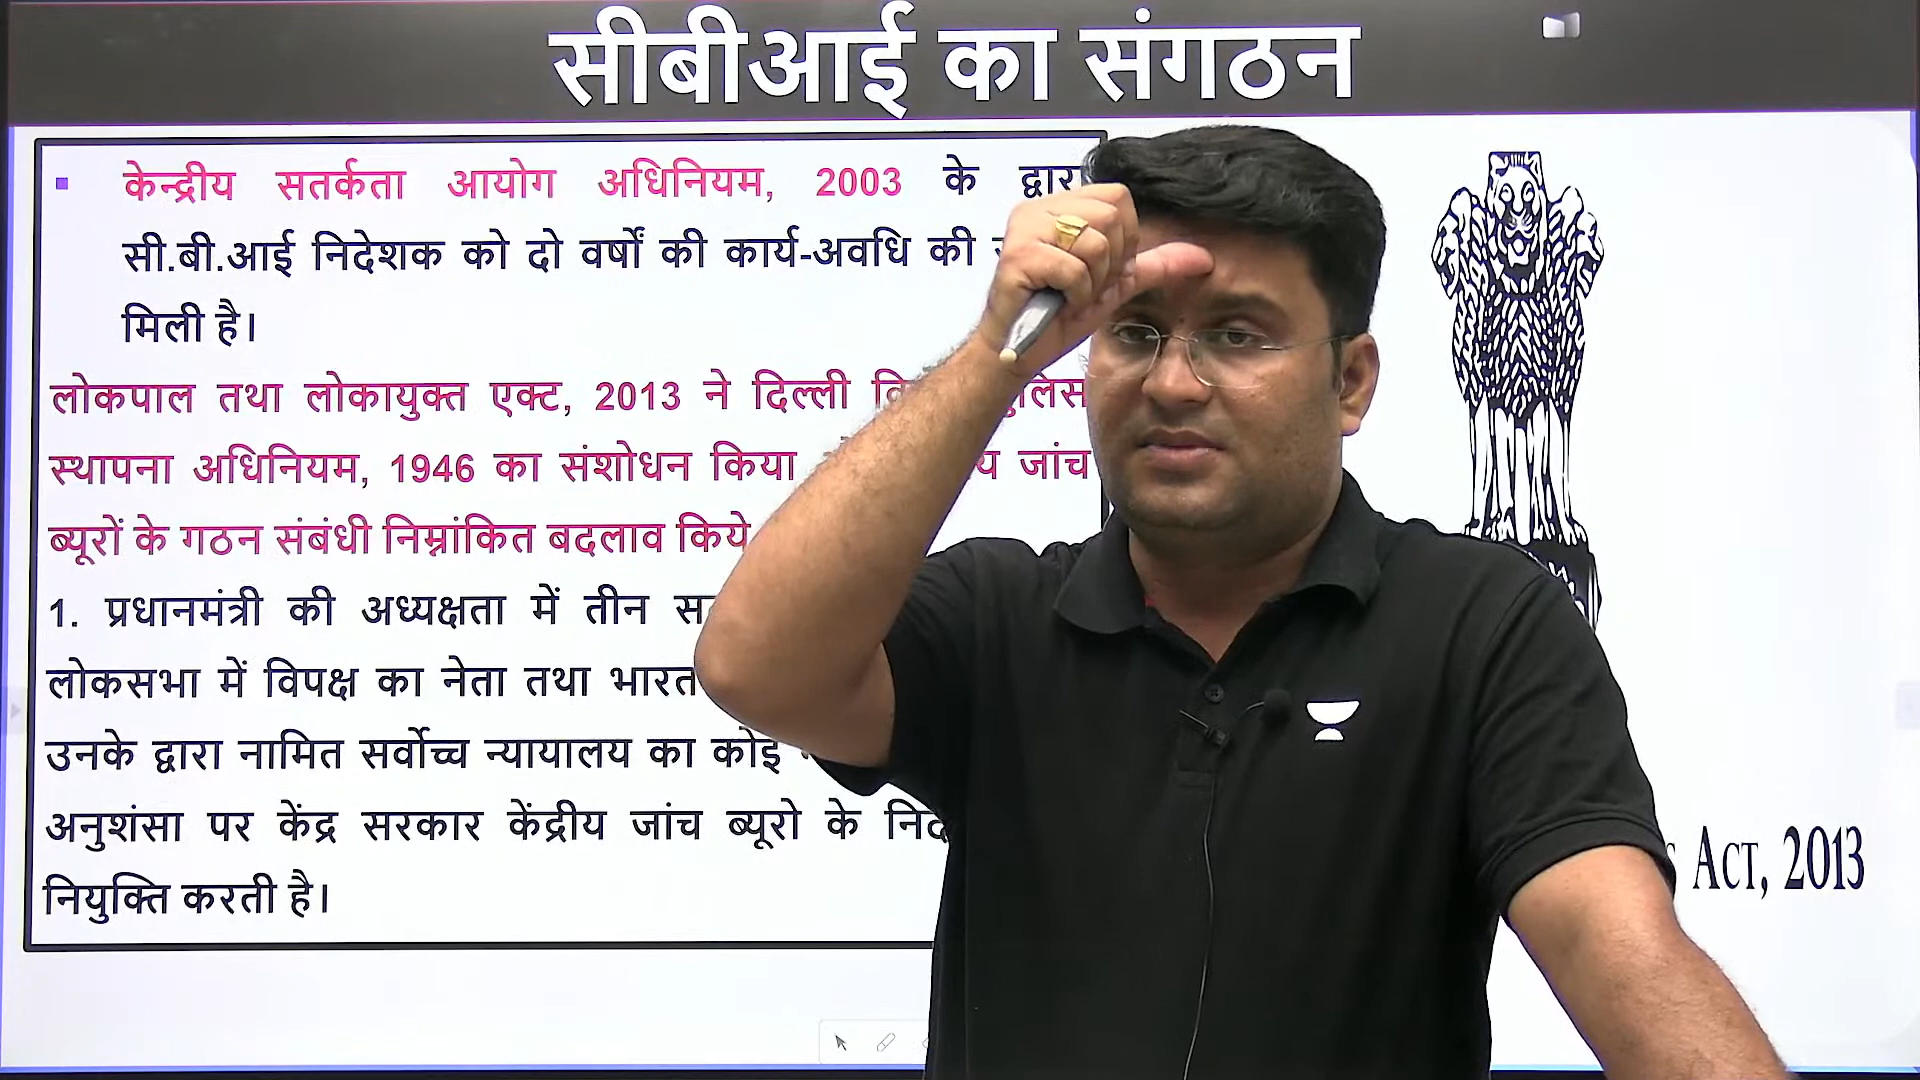 सीबीआई का संगठन
▪ केन्द्रीय सतर्कता आयोग अधिनियम, 2003 के द्वारा
सी.बी.आई निदेशक को दो वर्षों की कार्य-अवधि की
मिली है।
लोकपाल तथा लोकायुक्त एक्ट, 2013 ने दिल्ली
स्थापना अधिनियम, 1946 का संशोधन किया जांच
ब्यूरों के गठन संबंधी निम्नांकित बदलाव किये
1. प्रधानमंत्री की अध्यक्षता में तीन
लोकसभा में विपक्ष का नेता तथा भारत
उनके द्वारा नामित सर्वोच्च न्यायालय का कोई
अनुशंसा पर केंद्र सरकार केंद्रीय जांच ब्यूरो के
नियुक्ति करती है।
ACT, 2013